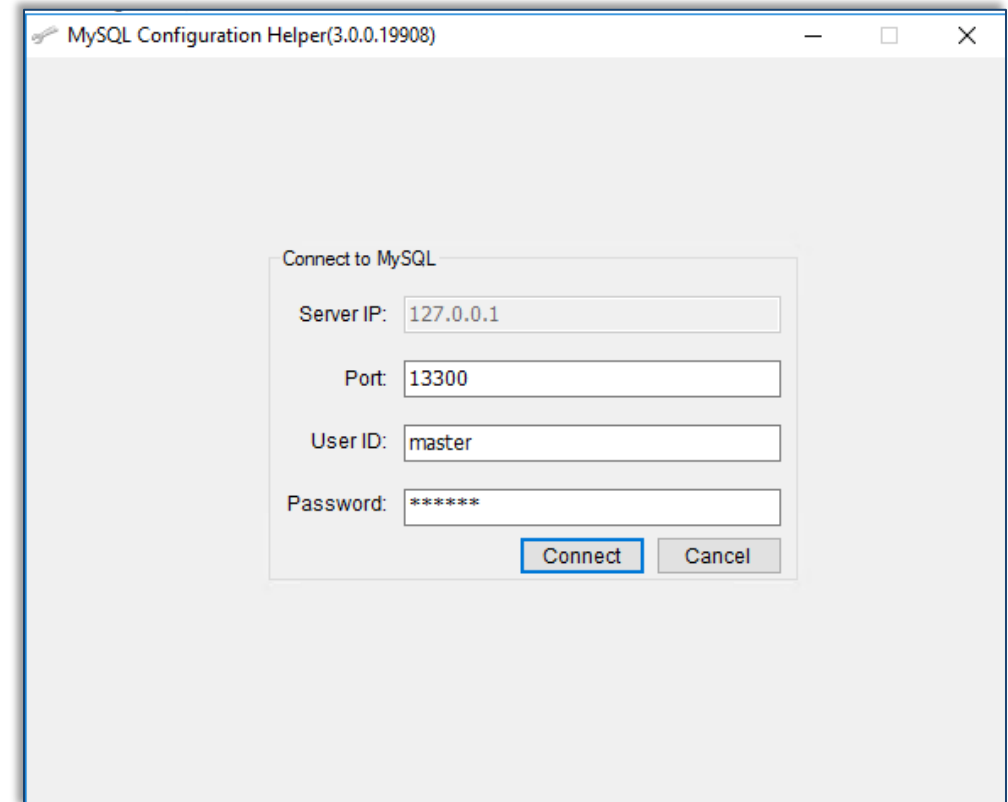 MySQL Configuration Helper(3.0.0.19908)
Connect to MySQL
Server IP: 127.0.0.1
Port: 13300
User ID: master
Password: ******
Connect Cancel